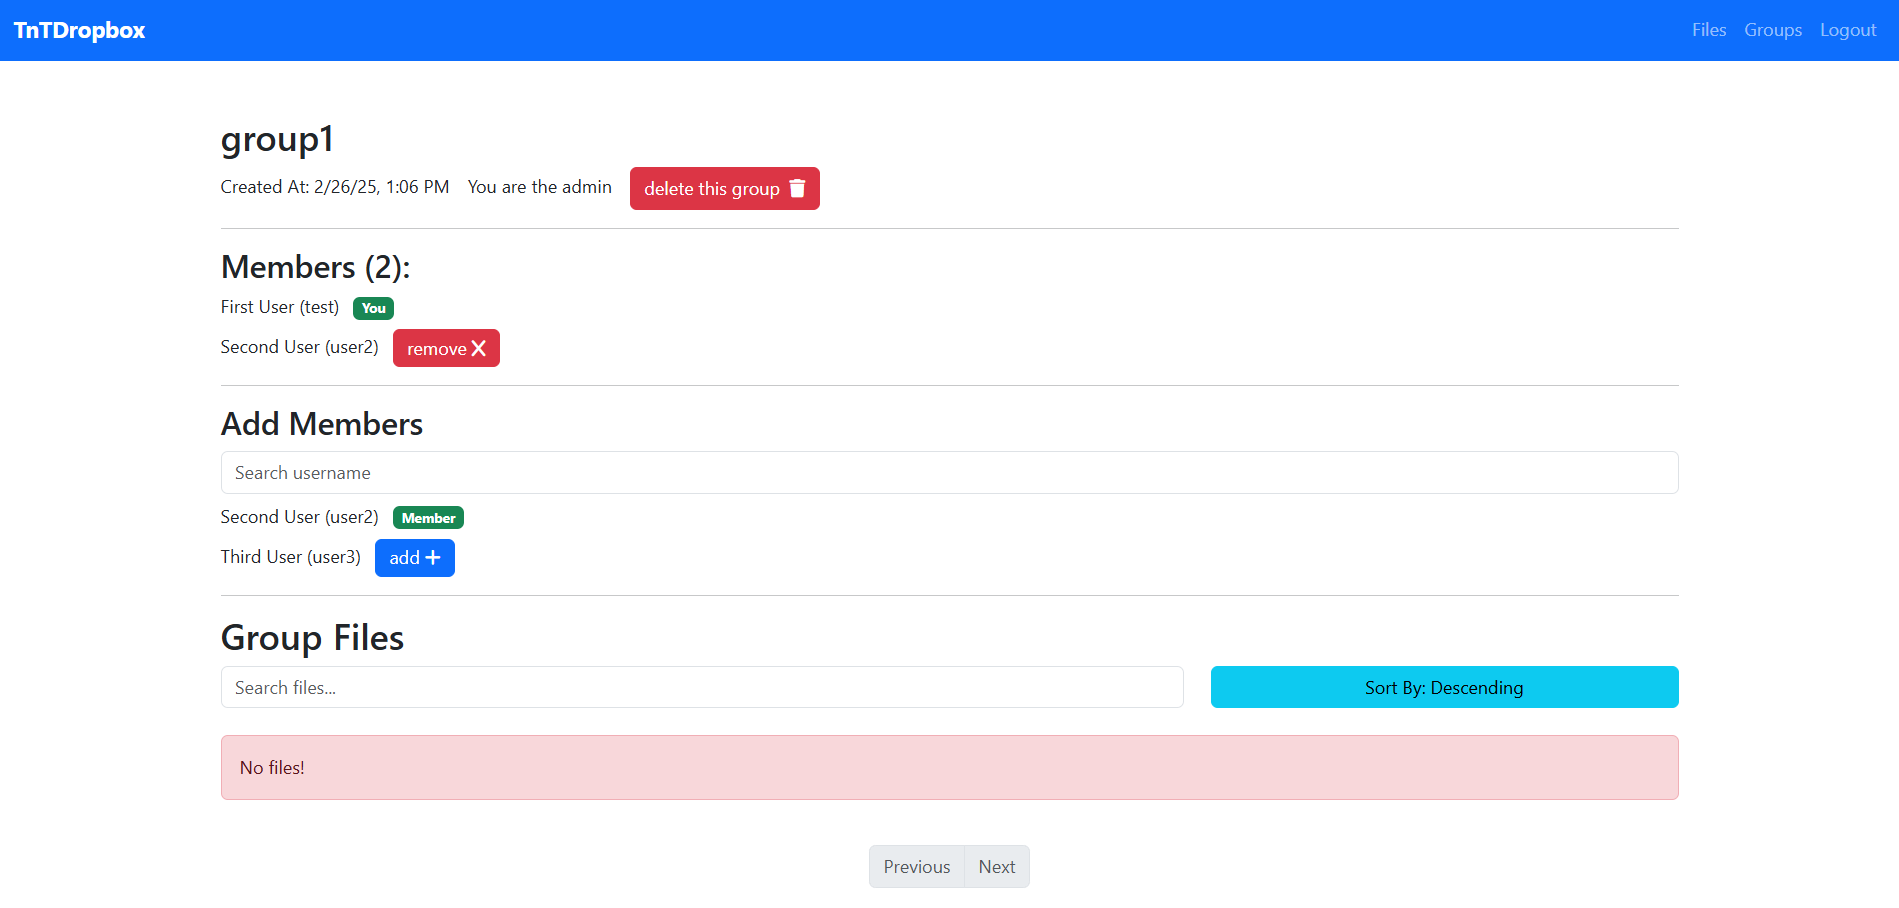 TnTDropbox Files Groups Logout
group1
Created At: 2/26/25, 1:06 PM You are the admin delete this group
Members (2):
First User (test) You
Second User (user2) remove
Add Members
Search username
Second User (user2) Member
Third User (user3) add
Group Files
Search files... Sort By: Descending
No files!
Previous Next